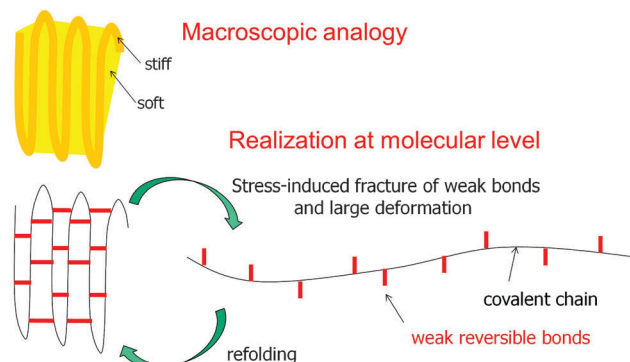 Macroscopic analogy
stiff
soft
Realization at molecular level
Stress-induced fracture of weak bonds
and large deformation
covalent chain
weak reversible bonds
refolding